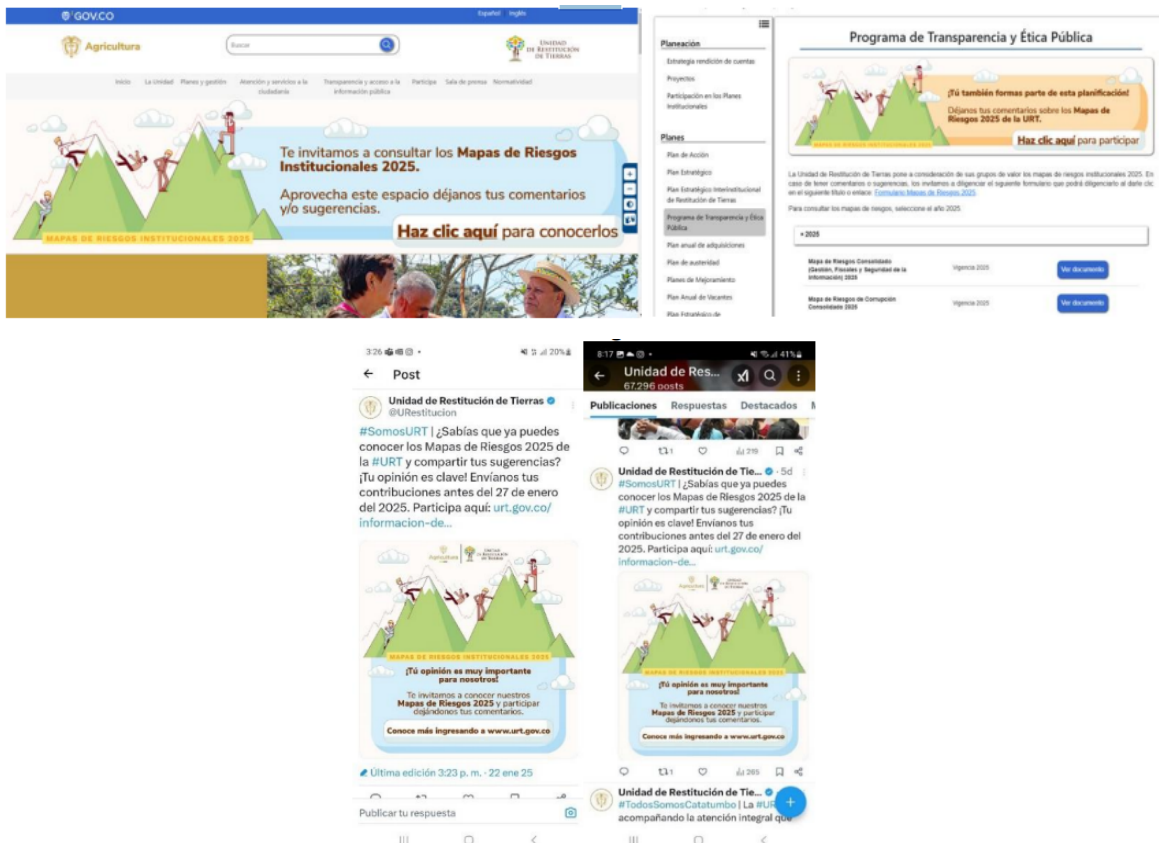 GOV.CO
Español Inglés
Agricultura
Buscar
UNIDAD
DE RESTITUCIÓN
DE TIERRAS
Inicio La Unidad Planes y gestión Atención y servicios a la ciudadanía Transparencia y acceso a la información pública Participa Sala de prensa Normatividad
Te invitamos a consultar los Mapas de Riesgos
Institucionales 2025.
Aprovecha este espacio déjanos tus comentarios
y/o sugerencias.
Haz clic aquí para conocerlos
MAPAS DE RIESGOS INSTITUCIONALES 2025
Planeación
Estrategia rendición de cuentas
Proyectos
Participación en los Planes
Institucionales
Planes
Plan de Acción
Plan Estratégico
Plan Estratégico Interinstitucional
de Restitución de Tierras
Programa de Transparencia y Ética
Pública
Plan anual de adquisiciones
Plan de austeridad
Planes de Mejoramiento
Plan Anual de Vacantes
Plan Estratégico de
Programa de Transparencia y Ética Pública
¡Tú también formas parte de esta planificación!
Déjanos tus comentarios sobre los Mapas de
Riesgos 2025 de la URT.
Haz clic aquí para participar
MAPAS DE RIESGOS INSTITUCIONALES 2025
La Unidad de Restitución de Tierras pone a consideración de sus grupos de valor los mapas de riesgos institucionales 2025. En
caso de tener comentarios o sugerencias, los invitamos a diligenciar el siguiente formulario que podrá diligenciarlo al darle clic
en el siguiente título o enlace: Formulario Mapas de Riesgos 2025.
Para consultar los mapas de riesgos, seleccione el año 2025:
2025
Mapa de Riesgos Consolidado
(Gestión, Fiscales y Seguridad de la
Información) 2025
Vigencia 2025
Ver documento
Mapa de Riesgos de Corrupción
Consolidado 2025
Vigencia 2025
Ver documento
3:26
20%
Post
Unidad de Restitución de Tierras
@URestitucion
#SomosURT | ¿Sabías que ya puedes
conocer los Mapas de Riesgos 2025 de
la #URT y compartir tus sugerencias?
¡Tu opinión es clave! Envíanos tus
contribuciones antes del 27 de enero
del 2025. Participa aquí: urt.gov.co/
informacion-de...
Agricultura
UNIDAD
DE RESTITUCIÓN
DE TIERRAS
MAPAS DE RIESGOS INSTITUCIONALES 2025
¡Tú opinión es muy importante
para nosotros!
Te invitamos a conocer nuestros
Mapas de Riesgos 2025 y participar
dejándonos tus comentarios.
Conoce más ingresando a www.urt.gov.co
Última edición 3:23 p. m. · 22 ene 25
Publicar tu respuesta
8:17
41%
Unidad de Res...
67.296 posts
Publicaciones Respuestas Destacados M
1 219
Unidad de Restitución de Tie... · 5d
#SomosURT | ¿Sabías que ya puedes
conocer los Mapas de Riesgos 2025 de la
#URT y compartir tus sugerencias? ¡Tu
opinión es clave! Envíanos tus
contribuciones antes del 27 de enero del
2025. Participa aquí: urt.gov.co/
informacion-de...
Agricultura
MAPAS DE RIESGOS INSTITUCIONALES 2025
¡Tú opinión es muy importante
para nosotros!
Te invitamos a conocer nuestros
Mapas de Riesgos 2025 y participar
dejándonos tus comentarios.
Conoce más ingresando a www.urt.gov.co
1 265
Unidad de Restitución de Tie...
#TodosSomosCatatumbo | La #UR
acompañando la atención integral que